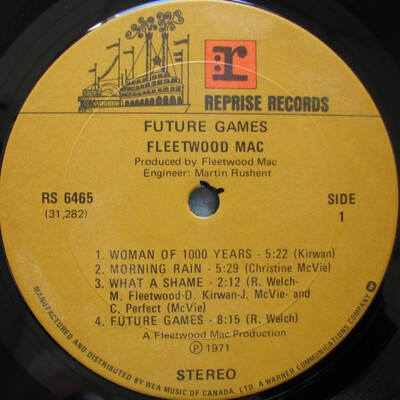 r
REPRISE RECORDS
FUTURE GAMES
FLEETWOOD MAC
Produced by Fleetwood Mac
Engineer: Martin Rushent
RS 6465
(31,282)
SIDE
1
1. WOMAN OF 1000 YEARS - 5:22 (Kirwan)
2. MORNING RAIN - 5:29 (Christine McVie)
3. WHAT A SHAME - 2:12 (R. Welch-
M. Fleetwood-D. Kirwan-J. McVie- and
C. Perfect (McVie)
4. FUTURE GAMES - 8:15 (R. Welch)
A Fleetwood Mac Production
Ⓟ 1971
STEREO
MANUFACTURED AND DISTRIBUTED BY WEA MUSIC OF CANADA, LTD. A WARNER COMMUNICATIONS COMPANY